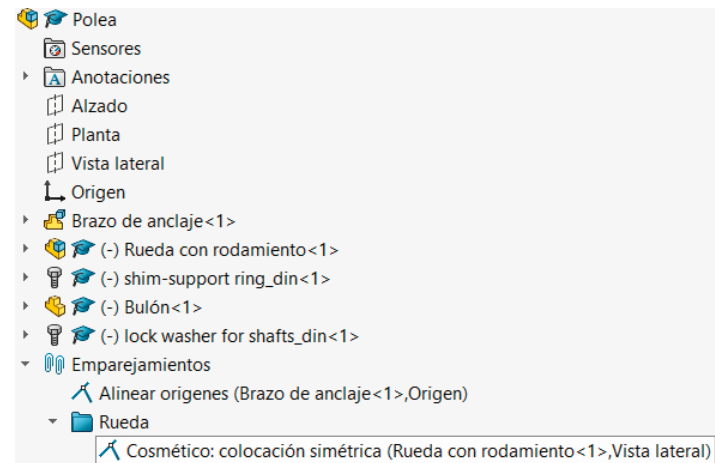 Polea
Sensores
Anotaciones
Alzado
Planta
Vista lateral
Origen
Brazo de anclaje<1>
(-) Rueda con rodamiento<1>
(-) shim-support ring_din<1>
(-) Bulón<1>
(-) lock washer for shafts_din<1>
Emparejamientos
Alinear origenes (Brazo de anclaje<1>,Origen)
Rueda
Cosmético: colocación simétrica (Rueda con rodamiento<1>,Vista lateral)